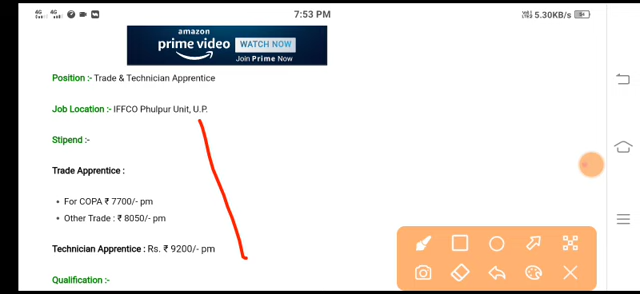 4G 4G 7:53 PM 5.30KB/s
amazon
prime video WATCH NOW
Join Prime Now
Position :- Trade & Technician Apprentice
Job Location :- IFFCO Phulpur Unit, U.P.
Stipend :-
Trade Apprentice :
• For COPA ₹ 7700/- pm
• Other Trade : ₹ 8050/- pm
Technician Apprentice : Rs. ₹ 9200/- pm
Qualification :-